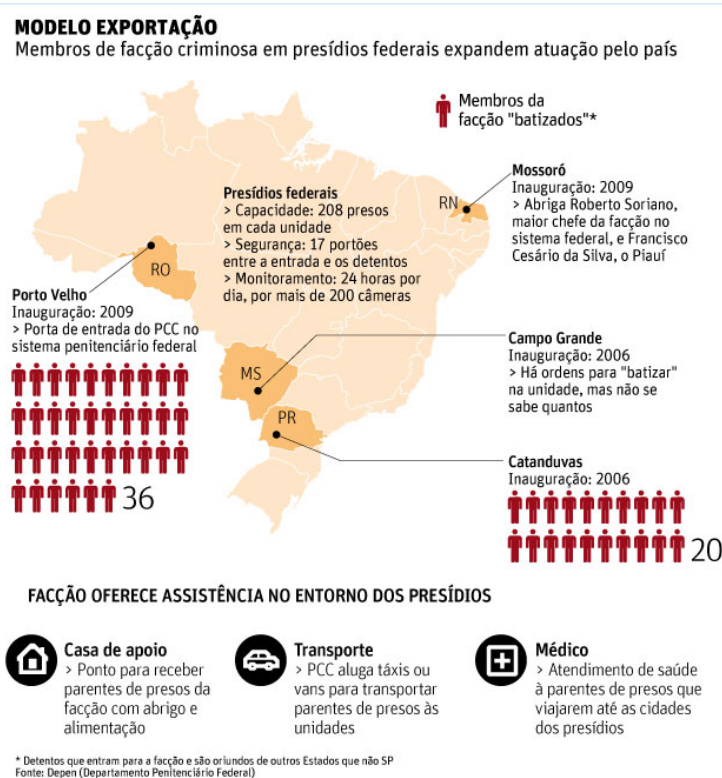 MODELO EXPORTAÇÃO
Membros de facção criminosa em presídios federais expandem atuação pelo país
Membros da
facção "batizados"*
Mossoró
Inauguração: 2009
> Abriga Roberto Soriano,
maior chefe da facção no
sistema federal, e Francisco
Cesário da Silva, o Piauí
RN
Presídios federais
> Capacidade: 208 presos
em cada unidade
> Segurança: 17 portões
entre a entrada e os detentos
> Monitoramento: 24 horas por
dia, por mais de 200 câmeras
RO
Porto Velho
Inauguração: 2009
> Porta de entrada do PCC no
sistema penitenciário federal
36
MS
Campo Grande
Inauguração: 2006
> Há ordens para "batizar"
na unidade, mas não se
sabe quantos
PR
Catanduvas
Inauguração: 2006
20
FACÇÃO OFERECE ASSISTÊNCIA NO ENTORNO DOS PRESÍDIOS
Casa de apoio
> Ponto para receber
parentes de presos da
facção com abrigo e
alimentação
Transporte
> PCC aluga táxis ou
vans para transportar
parentes de presos às
unidades
Médico
> Atendimento de saúde
à parentes de presos que
viajarem até as cidades
dos presídios
* Detentos que entram para a facção e são oriundos de outros Estados que não SP
Fonte: Depen (Departamento Penitenciário Federal)